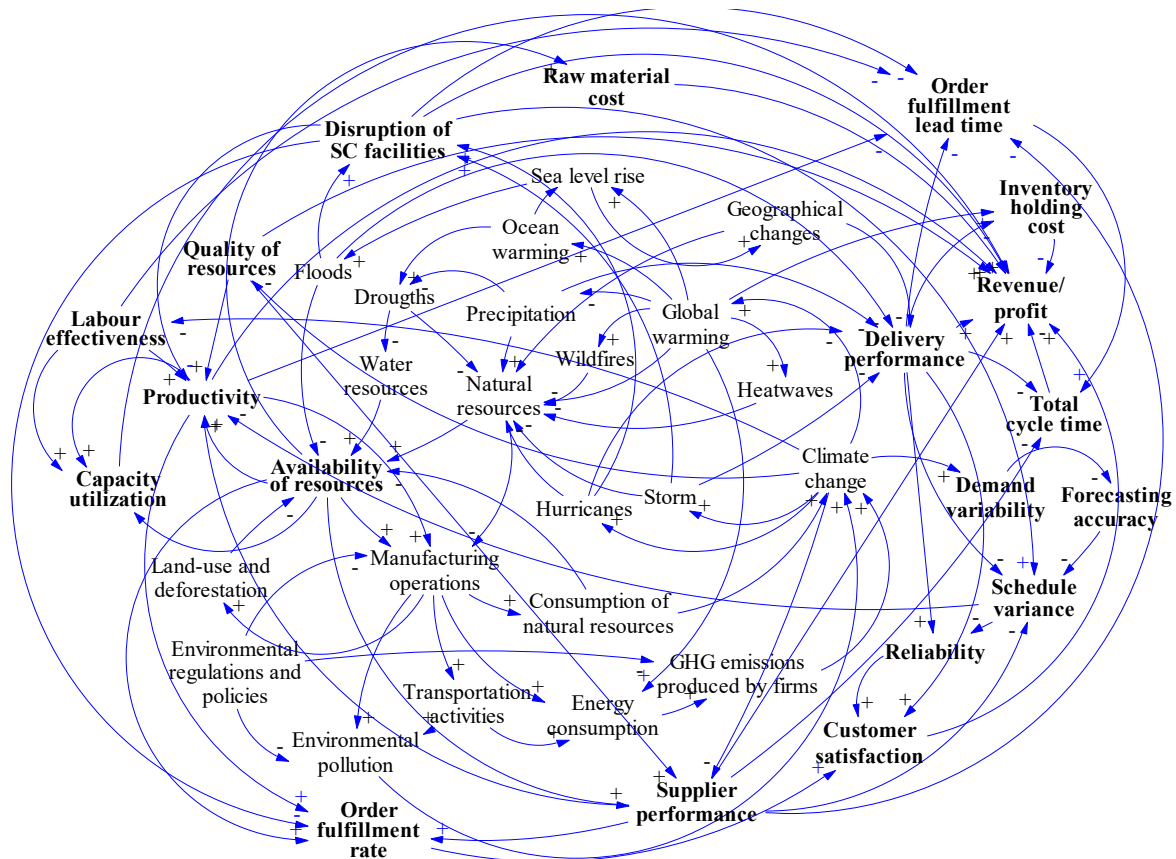 Raw material
cost
Order
fulfillment
lead time
Disruption of
SC facilities
Sea level rise
Inventory
holding
cost
Geographical
changes
Ocean
warming
Quality of
resources
Floods
Revenue/
profit
Drougths
Precipitation
Global
warming
Labour
effectiveness
Delivery
performance
Water
resources
Wildfires
Natural
resources
Heatwaves
Productivity
Total
cycle time
Climate
change
Availability
of resources
Capacity
utilization
Hurricanes
Storm
Demand
variability
Forecasting
accuracy
Land-use and
deforestation
Manufacturing
operations
Schedule
variance
Consumption of
natural resources
Environmental
regulations and
policies
Reliability
GHG emissions
produced by firms
Transportation
activities
Energy
consumption
Environmental
pollution
Customer
satisfaction
Supplier
performance
Order
fulfillment
rate